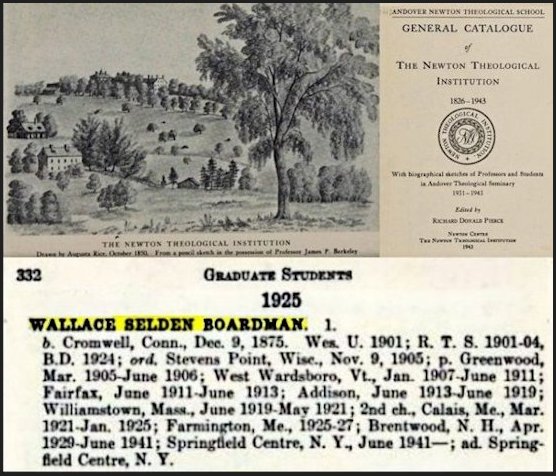 ANDOVER NEWTON THEOLOGICAL SCHOOL
GENERAL CATALOGUE
of
THE NEWTON THEOLOGICAL
INSTITUTION
1826-1943
With biographical sketches of Professors and Students
in Andover Theological Seminary
1931-1943
Edited by
RICHARD DONALD PIERCE
NEWTON CENTRE
THE NEWTON THEOLOGICAL INSTITUTION
1943
THE NEWTON THEOLOGICAL INSTITUTION
Drawn by Augusta Rice, October 1850. From a pencil sketch in the possession of Professor James P. Berkeley
332 GRADUATE STUDENTS
1925
WALLACE SELDEN BOARDMAN. 1.
b. Cromwell, Conn., Dec. 9, 1875. Wes. U. 1901; R. T. S. 1901-04,
B.D. 1924; ord. Stevens Point, Wisc., Nov. 9, 1905; p. Greenwood,
Mar. 1905-June 1906; West Wardsboro, Vt., Jan. 1907-June 1911;
Fairfax, June 1911-June 1913; Addison, June 1913-June 1919;
Williamstown, Mass., June 1919-May 1921; 2nd ch., Calais, Me., Mar.
1921-Jan. 1925; Farmington, Me., 1925-27; Brentwood, N. H., Apr.
1929-June 1941; Springfield Centre, N. Y., June 1941—; ad. Spring-
field Centre, N. Y.